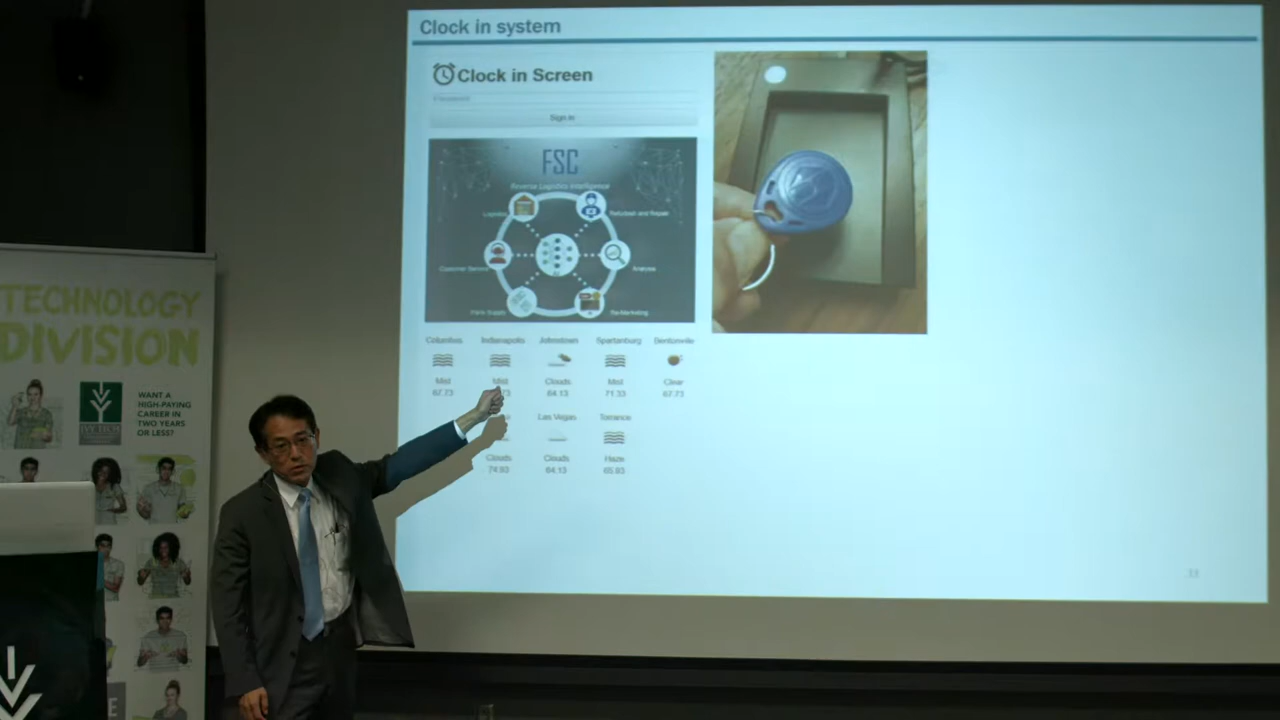 Clock in system
Clock in Screen
Sign in
FSC
Reverse Logistics Intelligence
Logistics
Refurbish and Repair
Customer Service
Analysis
Parts Supply
Re-Marketing
Columbus Indianapolis Johnstown Spartanburg Bentonville
Mist Mist Clouds Mist Clear
67.73 64.13 71.33 67.73
Las Vegas Torrance
Clouds Clouds Haze
74.93 64.13 65.93
33
TECHNOLOGY
DIVISION
IVY TECH
WANT A
HIGH-PAYING
CAREER IN
TWO YEARS
OR LESS?